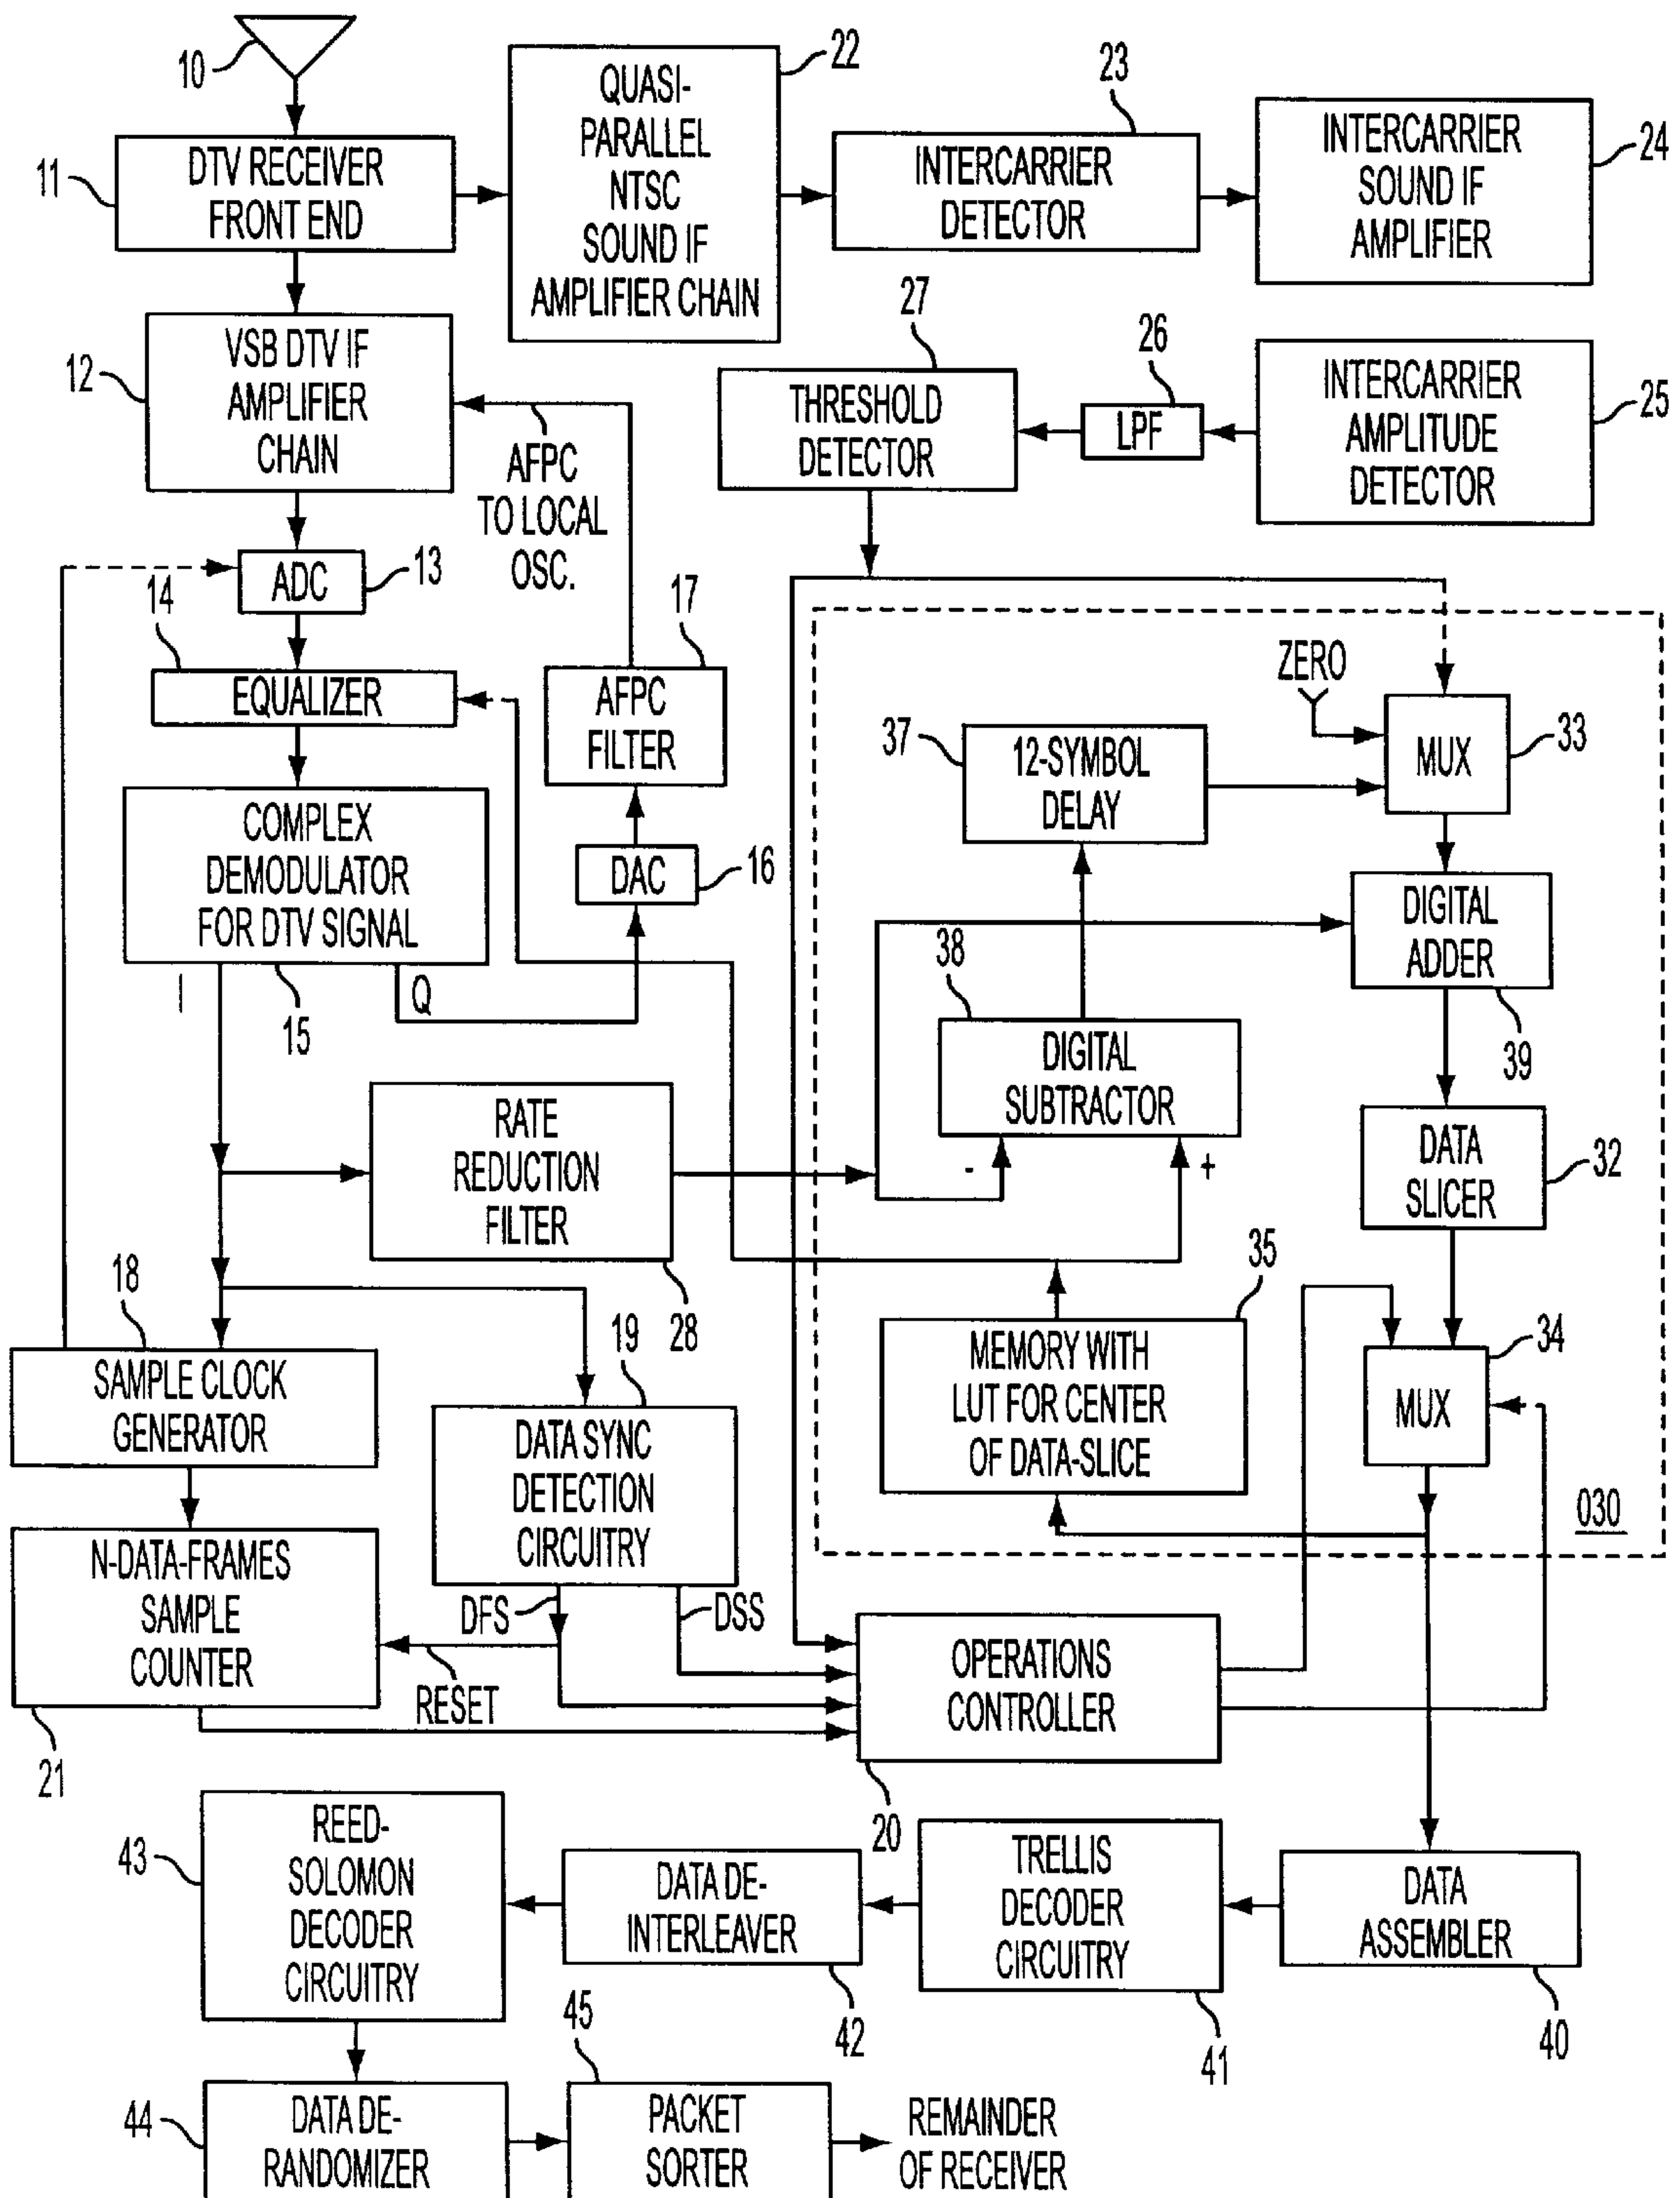 10
22
QUASI-
PARALLEL
NTSC
SOUND IF
AMPLIFIER CHAIN
23
INTERCARRIER
DETECTOR
INTERCARRIER
SOUND IF
AMPLIFIER
24
11
DTV RECEIVER
FRONT END
12
VSB DTV IF
AMPLIFIER
CHAIN
27
THRESHOLD
DETECTOR
26
LPF
INTERCARRIER
AMPLITUDE
DETECTOR
25
AFPC
TO LOCAL
OSC.
ADC
13
14
EQUALIZER
17
AFPC
FILTER
ZERO
MUX
33
37
12-SYMBOL
DELAY
COMPLEX
DEMODULATOR
FOR DTV SIGNAL
DAC
16
I
15
Q
38
DIGITAL
SUBTRACTOR
-
+
DIGITAL
ADDER
39
RATE
REDUCTION
FILTER
28
DATA
SLICER
32
18
SAMPLE CLOCK
GENERATOR
19
DATA SYNC
DETECTION
CIRCUITRY
35
MEMORY WITH
LUT FOR CENTER
OF DATA-SLICE
34
MUX
030
N-DATA-FRAMES
SAMPLE
COUNTER
21
DFS
DSS
RESET
OPERATIONS
CONTROLLER
20
43
REED-
SOLOMON
DECODER
CIRCUITRY
DATA DE-
INTERLEAVER
42
TRELLIS
DECODER
CIRCUITRY
41
DATA
ASSEMBLER
40
44
DATA DE-
RANDOMIZER
45
PACKET
SORTER
REMAINDER
OF RECEIVER